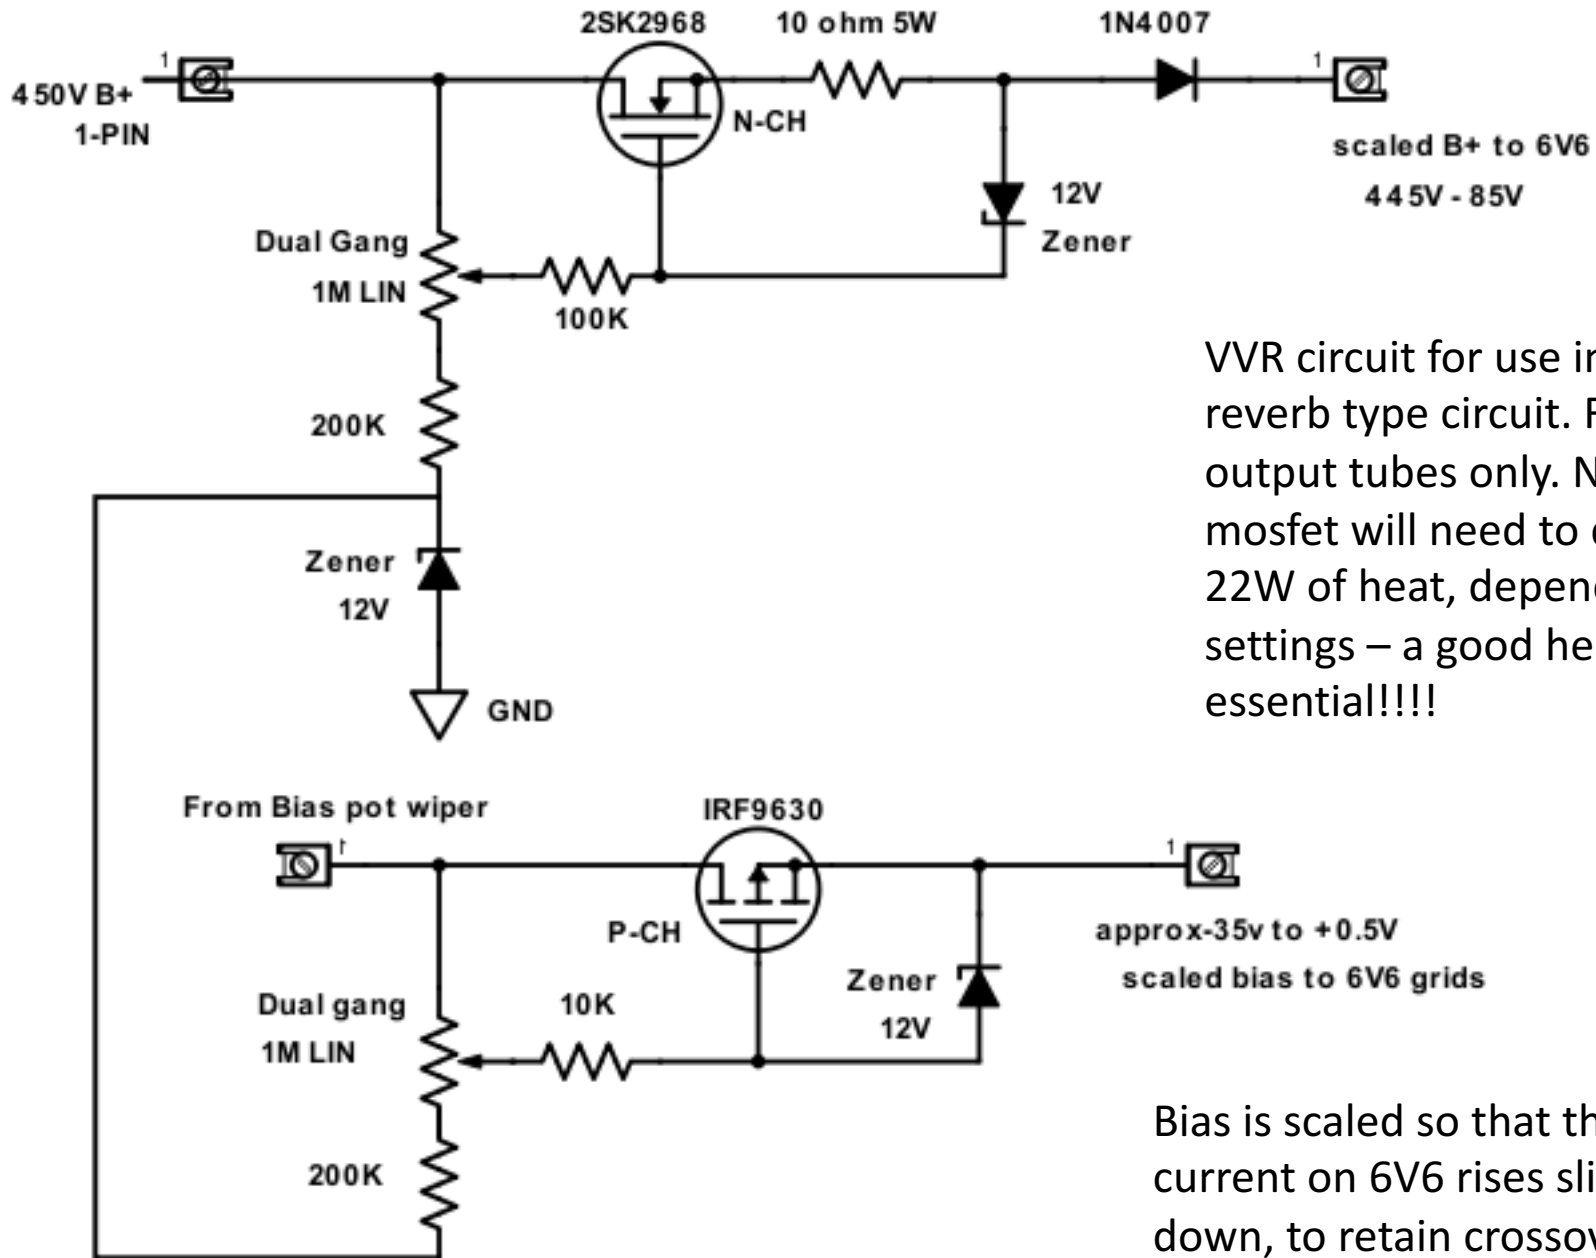 2SK2968
10 ohm 5W
1N4007
1
450V B+
1-PIN
N-CH
1
scaled B+ to 6V6
445V - 85V
12V
Zener
Dual Gang
1M LIN
100K
200K
Zener
12V
GND
VVR circuit for use in
reverb type circuit.
output tubes only.
mosfet will need to
22W of heat,
settings – a good
essential!!!!
From Bias pot wiper
1
IRF9630
1
P-CH
approx-35v to +0.5V
scaled bias to 6V6 grids
Zener
12V
Dual gang
1M LIN
10K
200K
Bias is scaled so that
current on 6V6 rises
down, to retain